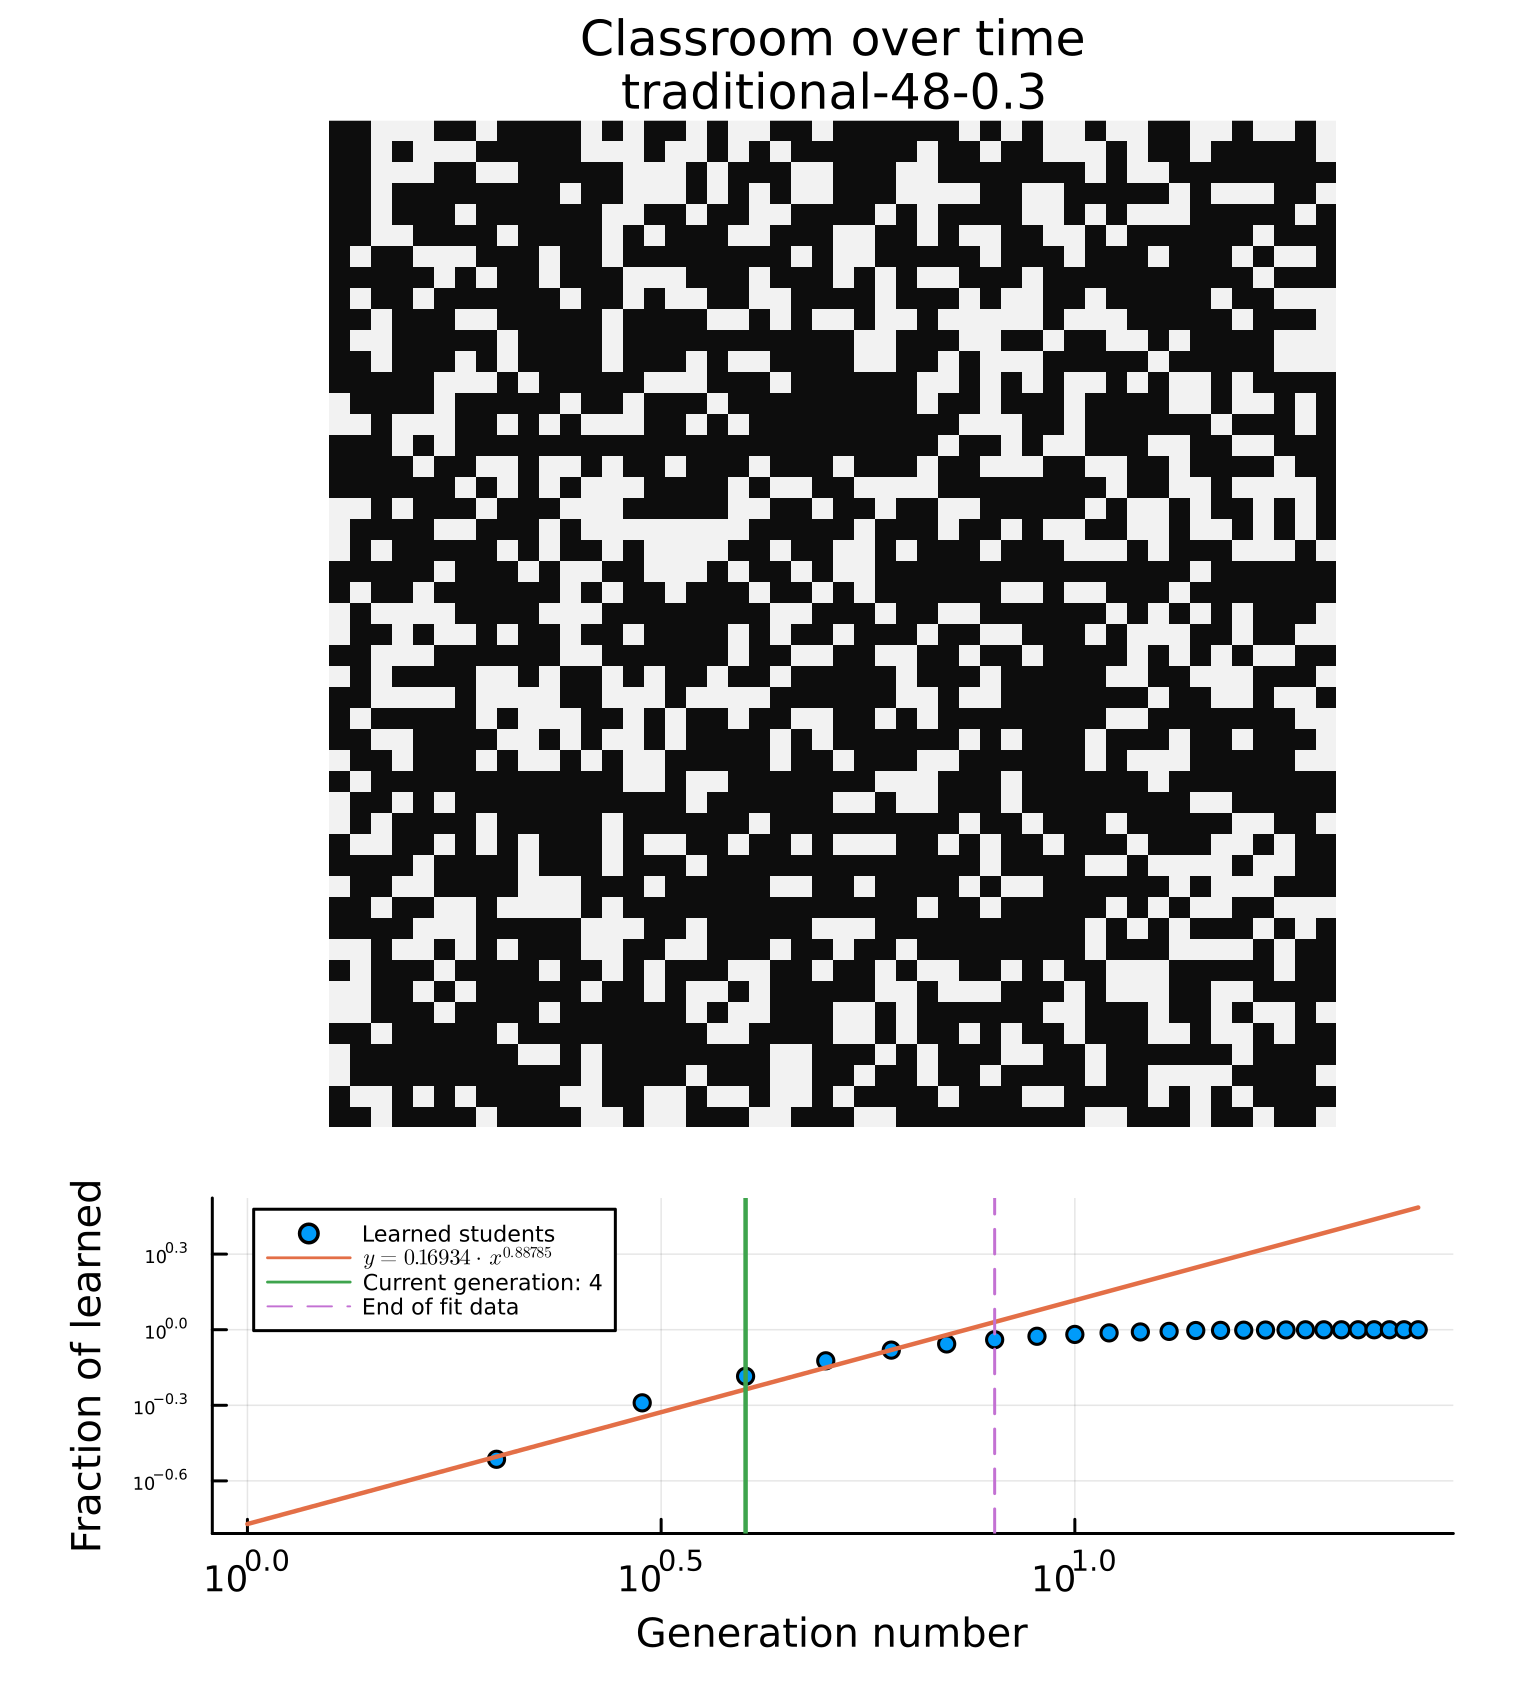 Classroom over time
traditional-48-0.3
Fraction of learned
10^0.3
10^0.0
10^−0.3
10^−0.6
Learned students
y = 0.16934 · x^0.88785
Current generation: 4
End of fit data
10^0.0 10^0.5 10^1.0
Generation number